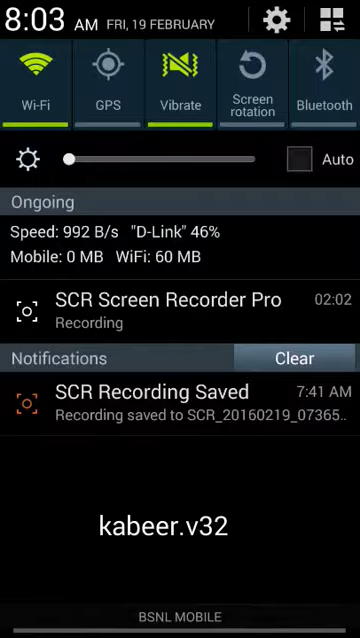 8:03 AM FRI, 19 FEBRUARY
Wi-Fi GPS Vibrate Screen rotation Bluetooth
Auto
Ongoing
Speed: 992 B/s "D-Link" 46%
Mobile: 0 MB WiFi: 60 MB
SCR Screen Recorder Pro 02:02
Recording
Notifications Clear
SCR Recording Saved 7:41 AM
Recording saved to SCR_20160219_07365..
kabeer.v32
BSNL MOBILE